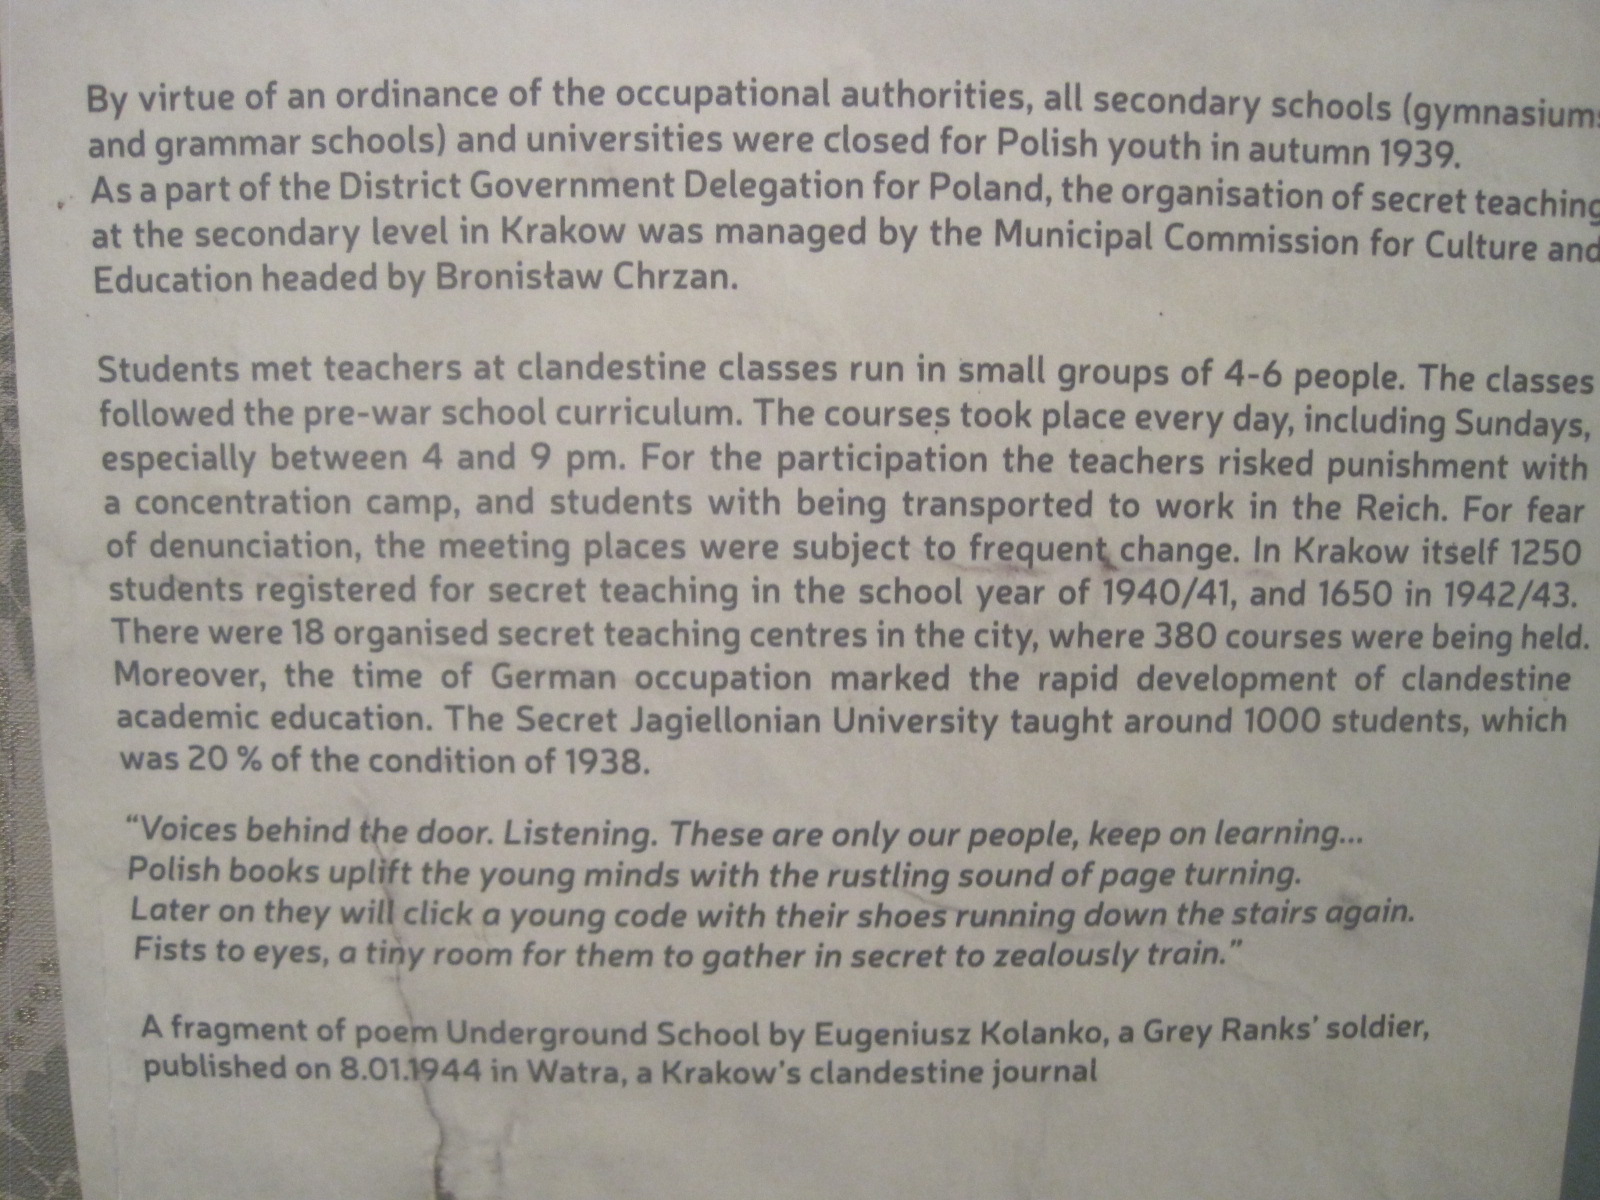 By virtue of an ordinance of the occupational authorities, all secondary schools (gymnasiums
and grammar schools) and universities were closed for Polish youth in autumn 1939.
As a part of the District Government Delegation for Poland, the organisation of secret teaching
at the secondary level in Krakow was managed by the Municipal Commission for Culture and
Education headed by Bronisław Chrzan.
Students met teachers at clandestine classes run in small groups of 4-6 people. The classes
followed the pre-war school curriculum. The courses took place every day, including Sundays,
especially between 4 and 9 pm. For the participation the teachers risked punishment with
a concentration camp, and students with being transported to work in the Reich. For fear
of denunciation, the meeting places were subject to frequent change. In Krakow itself 1250
students registered for secret teaching in the school year of 1940/41, and 1650 in 1942/43.
There were 18 organised secret teaching centres in the city, where 380 courses were being held.
Moreover, the time of German occupation marked the rapid development of clandestine
academic education. The Secret Jagiellonian University taught around 1000 students, which
was 20 % of the condition of 1938.
“Voices behind the door. Listening. These are only our people, keep on learning...
Polish books uplift the young minds with the rustling sound of page turning.
Later on they will click a young code with their shoes running down the stairs again.
Fists to eyes, a tiny room for them to gather in secret to zealously train.”
A fragment of poem Underground School by Eugeniusz Kolanko, a Grey Ranks’ soldier,
published on 8.01.1944 in Watra, a Krakow’s clandestine journal